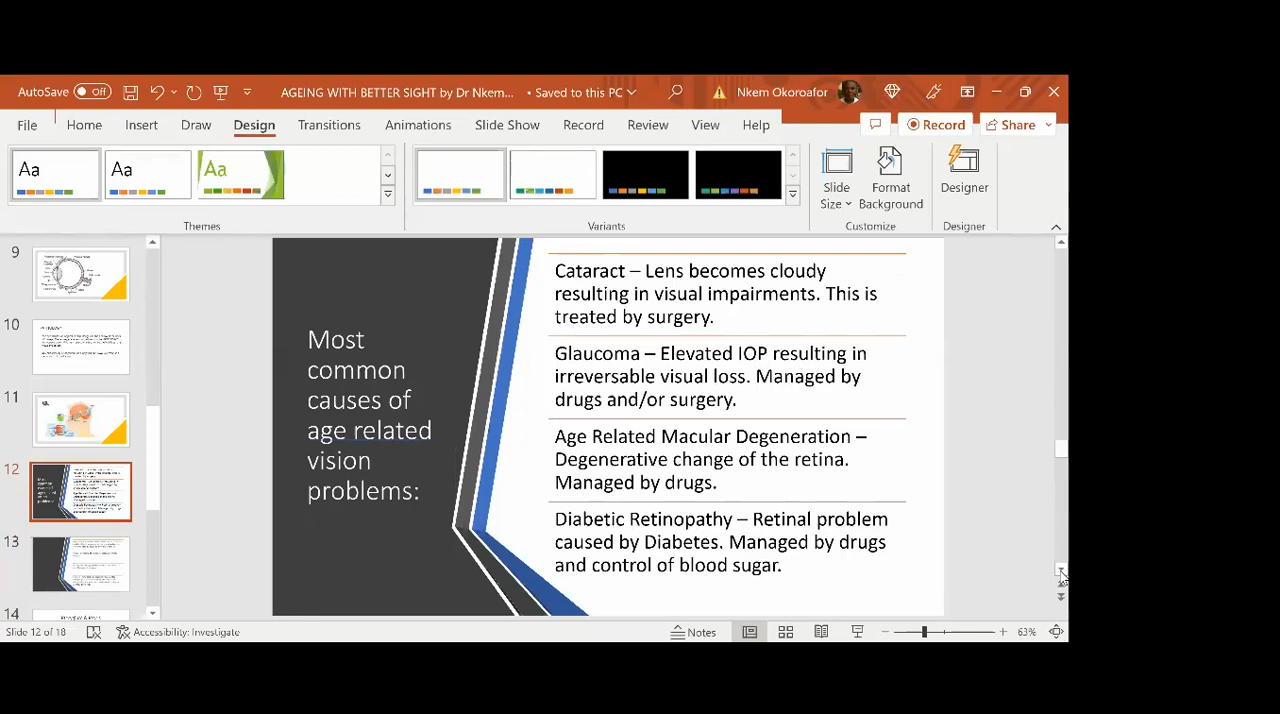 AutoSave Off AGEING WITH BETTER SIGHT by Dr Nkem... • Saved to this PC Nkem Okoroafor
File Home Insert Draw Design Transitions Animations Slide Show Record Review View Help Record Share
Aa Aa Aa
Slide Size Format Background Designer
Themes Variants Customize Designer
9
10
11
12
13
14
Most
common
causes of
age related
vision
problems:
Cataract – Lens becomes cloudy
resulting in visual impairments. This is
treated by surgery.
Glaucoma – Elevated IOP resulting in
irreversable visual loss. Managed by
drugs and/or surgery.
Age Related Macular Degeneration –
Degenerative change of the retina.
Managed by drugs.
Diabetic Retinopathy – Retinal problem
caused by Diabetes. Managed by drugs
and control of blood sugar.
Slide 12 of 18 Accessibility: Investigate Notes 63%